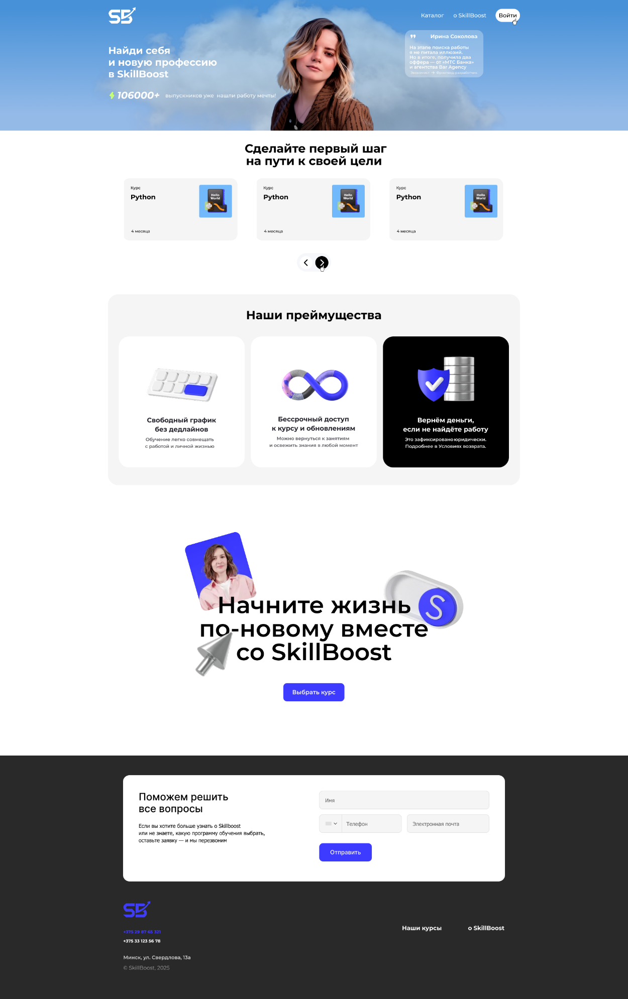 SB
Каталог
о SkillBoost
Войти
Найди себя
и новую профессию
в SkillBoost
106000+ выпускников уже нашли работу мечты!
Ирина Соколова
На этапе поиска работы
я не питала иллюзий.
Но в итоге, получила два
оффера — от «МТС Банка»
и агентства Bar Agency
Экономист → Фронтенд-разработчик
Сделайте первый шаг
на пути к своей цели
Курс
Python
Hello
World
4 месяца
Курс
Python
Hello
World
4 месяца
Курс
Python
Hello
World
4 месяца
Наши преймущества
Свободный график
без дедлайнов
Обучение легко совмещать
с работой и личной жизнью
Бессрочный доступ
к курсу и обновлениям
Можно вернуться к занятиям
и освежить знания в любой момент
Вернём деньги,
если не найдёте работу
Это зафиксировано юридически.
Подробнее в Условиях возврата.
S
Начните жизнь
по-новому вместе
со SkillBoost
Выбрать курс
Поможем решить
все вопросы
Если вы хотите больше узнать о Skillboost
или не знаете, какую программу обучения выбрать,
оставьте заявку — и мы перезвоним
Имя
Телефон
Электронная почта
Отправить
SB
+375 29 87 65 321
+375 33 123 56 78
Минск, ул. Свердлова, 13а
© SkillBoost, 2025
Наши курсы
о SkillBoost